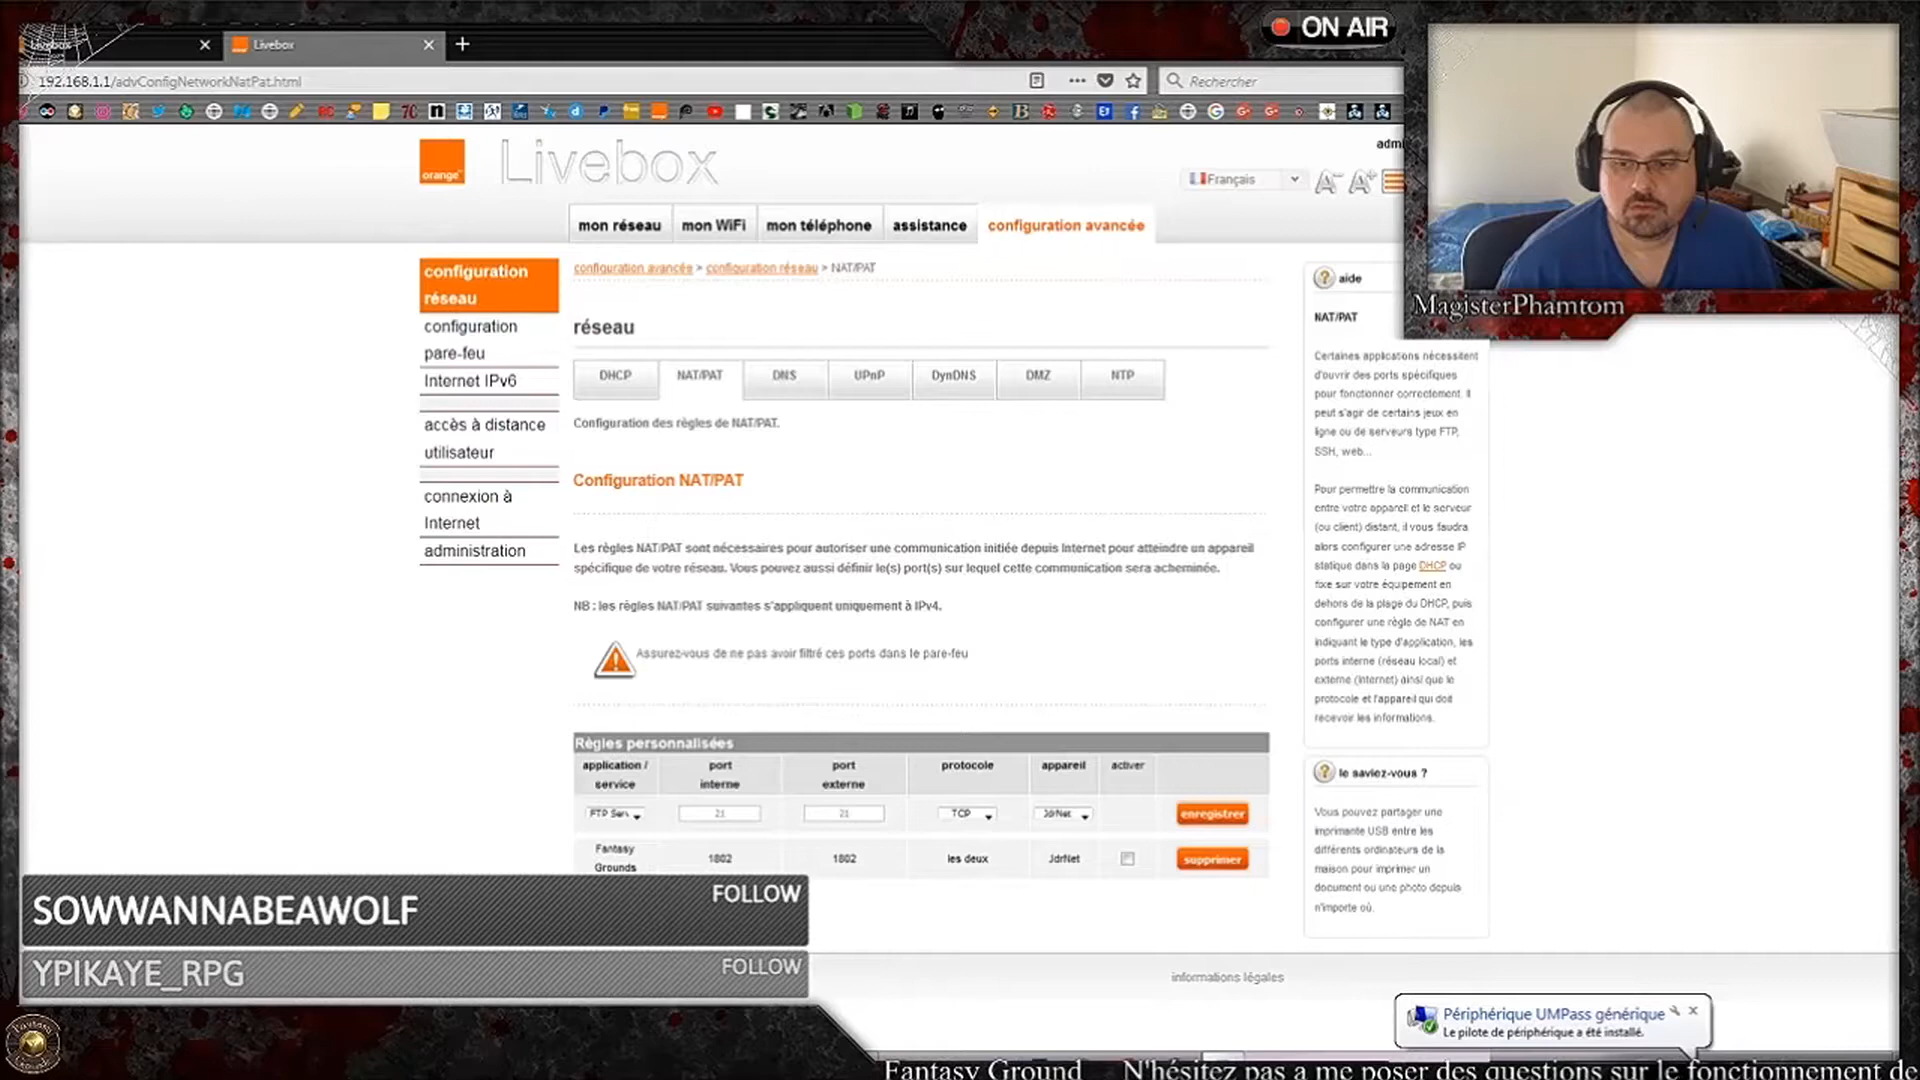 ON AIR
Livebox
Livebox
192.168.1.1/advConfigNetworkNatPat.html
Rechercher
orange
Livebox
Français
A-
A+
mon réseau
mon WiFi
mon téléphone
assistance
configuration avancée
MagisterPhamtom
configuration
réseau
configuration
pare-feu
Internet IPv6
accès à distance
utilisateur
connexion à
Internet
administration
configuration avancée > configuration réseau > NAT/PAT
réseau
DHCP
NAT/PAT
DNS
UPnP
DynDNS
DMZ
NTP
Configuration des règles de NAT/PAT.
Configuration NAT/PAT
Les règles NAT/PAT sont nécessaires pour autoriser une communication initiée depuis Internet pour atteindre un appareil
spécifique de votre réseau. Vous pouvez aussi définir le(s) port(s) sur lequel cette communication sera acheminée.
NB : les règles NAT/PAT suivantes s'appliquent uniquement à IPv4.
Assurez-vous de ne pas avoir filtré ces ports dans le pare-feu
Règles personnalisées
application / service
port interne
port externe
protocole
appareil
activer
FTP Serv
21
21
TCP
JdrNet
enregistrer
Fantasy Grounds
1802
1802
les deux
JdrNet
supprimer
aide
NAT/PAT
Certaines applications nécessitent
d'ouvrir des ports spécifiques
pour fonctionner correctement. Il
peut s'agir de certains jeux en
ligne ou de serveurs type FTP,
SSH, web...
Pour permettre la communication
entre votre appareil et le serveur
(ou client) distant, il vous faudra
alors configurer une adresse IP
statique dans la page DHCP ou
fixe sur votre équipement en
dehors de la plage du DHCP, puis
configurer une règle de NAT en
indiquant le type d'application, les
ports interne (réseau local) et
externe (Internet) ainsi que le
protocole et l'appareil qui doit
recevoir les informations.
le saviez-vous ?
Vous pouvez partager une
imprimante USB entre les
différents ordinateurs de la
maison pour imprimer un
document ou une photo depuis
n'importe où.
informations légales
SOWWANNABEAWOLF
FOLLOW
YPIKAYE_RPG
FOLLOW
Périphérique UMPass générique
Le pilote de périphérique a été installé.
Fantasy Ground
N'hésitez pas a me poser des questions sur le fonctionnement de